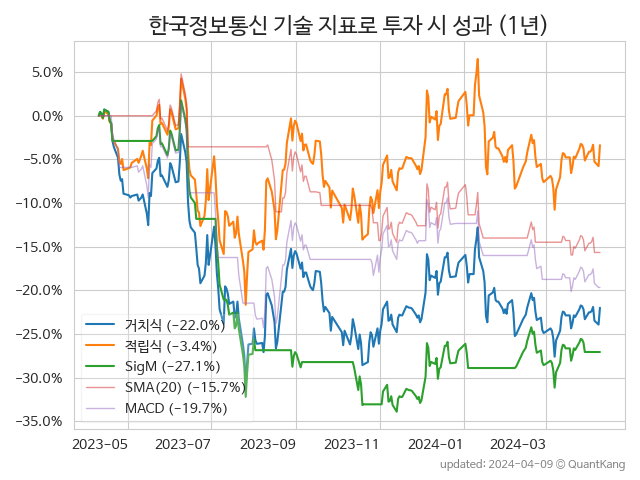 한국정보통신 기술 지표로 투자 시 성과 (1년)
5.0%
0.0%
−5.0%
−10.0%
−15.0%
−20.0%
−25.0%
−30.0%
−35.0%
거치식 (−22.0%)
적립식 (−3.4%)
SigM (−27.1%)
SMA(20) (−15.7%)
MACD (−19.7%)
2023-05 2023-07 2023-09 2023-11 2024-01 2024-03
updated: 2024-04-09 © QuantKang